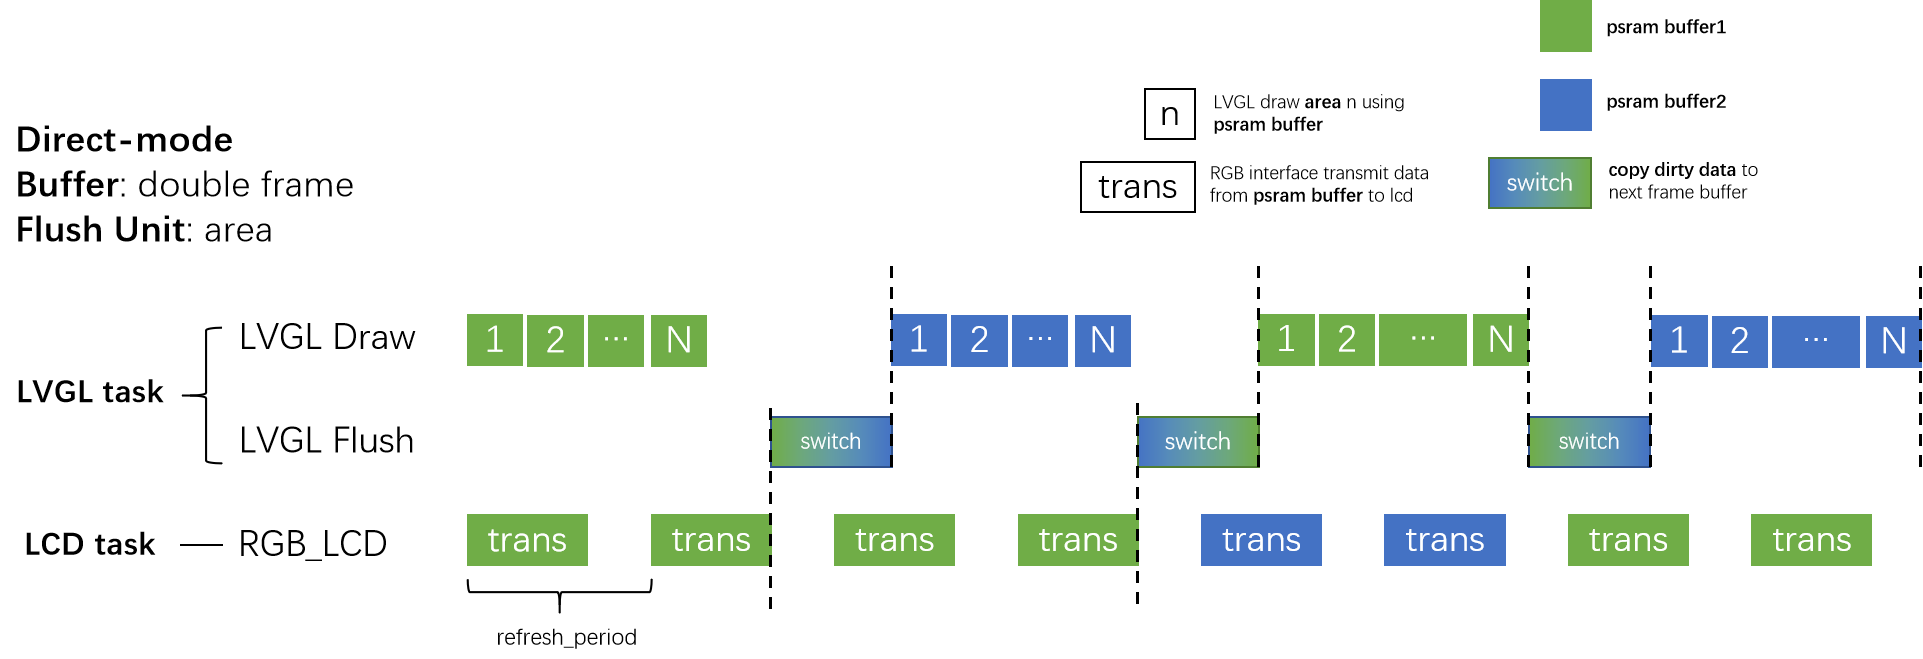 psram buffer1
psram buffer2
n
LVGL draw area n using
psram buffer
trans
RGB interface transmit data
from psram buffer to lcd
switch
copy dirty data to
next frame buffer
Direct-mode
Buffer: double frame
Flush Unit: area
LVGL task
LVGL Draw
1 2 ... N 1 2 ... N 1 2 ... N 1 2 ... N
LVGL Flush
switch switch switch
LCD task
RGB_LCD
trans trans trans trans trans trans trans trans
refresh_period